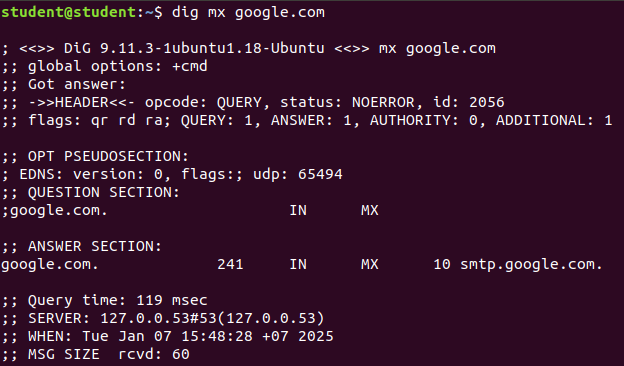 student@student:~$ dig mx google.com
; <<>> DiG 9.11.3-1ubuntu1.18-Ubuntu <<>> mx google.com
;; global options: +cmd
;; Got answer:
;; ->>HEADER<<- opcode: QUERY, status: NOERROR, id: 2056
;; flags: qr rd ra; QUERY: 1, ANSWER: 1, AUTHORITY: 0, ADDITIONAL: 1
;; OPT PSEUDOSECTION:
; EDNS: version: 0, flags:; udp: 65494
;; QUESTION SECTION:
;google.com. IN MX
;; ANSWER SECTION:
google.com. 241 IN MX 10 smtp.google.com.
;; Query time: 119 msec
;; SERVER: 127.0.0.53#53(127.0.0.53)
;; WHEN: Tue Jan 07 15:48:28 +07 2025
;; MSG SIZE rcvd: 60